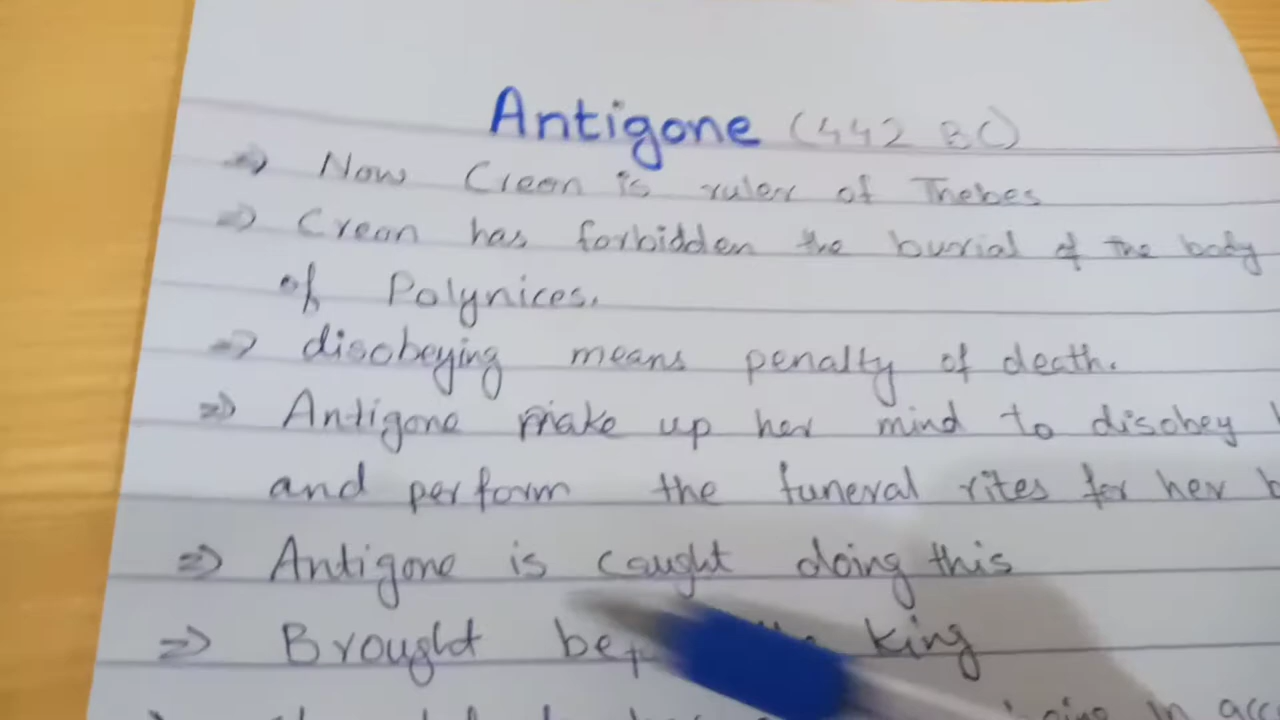 Antigone (442 BC)
⇒ Now Creon is ruler of Thebes
⇒ Creon has forbidden the burial of the body
of Polynices.
⇒ disobeying means penalty of death.
⇒ Antigone make up her mind to disobey
and perform the funeral rites for her
⇒ Antigone is caught doing this
⇒ Brought king
in